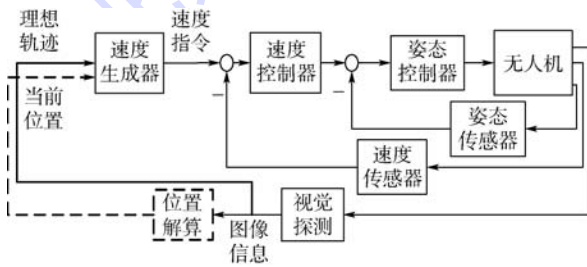 理想
轨迹
速度
生成器
速度
指令
速度
控制器
姿态
控制器
无人机
当前
位置
姿态
传感器
速度
传感器
位置
解算
图像
信息
视觉
探测